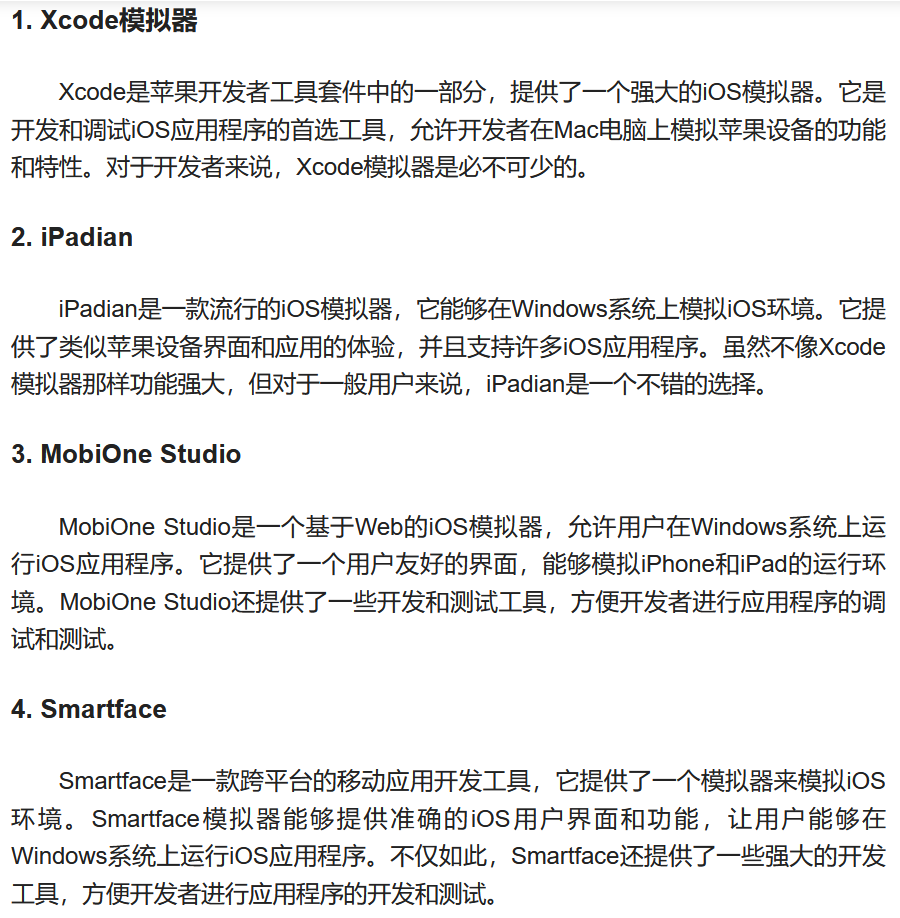 1. Xcode模拟器
Xcode是苹果开发者工具套件中的一部分，提供了一个强大的iOS模拟器。它是
开发和调试iOS应用程序的首选工具，允许开发者在Mac电脑上模拟苹果设备的功能
和特性。对于开发者来说，Xcode模拟器是必不可少的。
2. iPadian
iPadian是一款流行的iOS模拟器，它能够在Windows系统上模拟iOS环境。它提
供了类似苹果设备界面和应用的体验，并且支持许多iOS应用程序。虽然不像Xcode
模拟器那样功能强大，但对于一般用户来说，iPadian是一个不错的选择。
3. MobiOne Studio
MobiOne Studio是一个基于Web的iOS模拟器，允许用户在Windows系统上运
行iOS应用程序。它提供了一个用户友好的界面，能够模拟iPhone和iPad的运行环
境。MobiOne Studio还提供了一些开发和测试工具，方便开发者进行应用程序的调
试和测试。
4. Smartface
Smartface是一款跨平台的移动应用开发工具，它提供了一个模拟器来模拟iOS
环境。Smartface模拟器能够提供准确的iOS用户界面和功能，让用户能够在
Windows系统上运行iOS应用程序。不仅如此，Smartface还提供了一些强大的开发
工具，方便开发者进行应用程序的开发和测试。